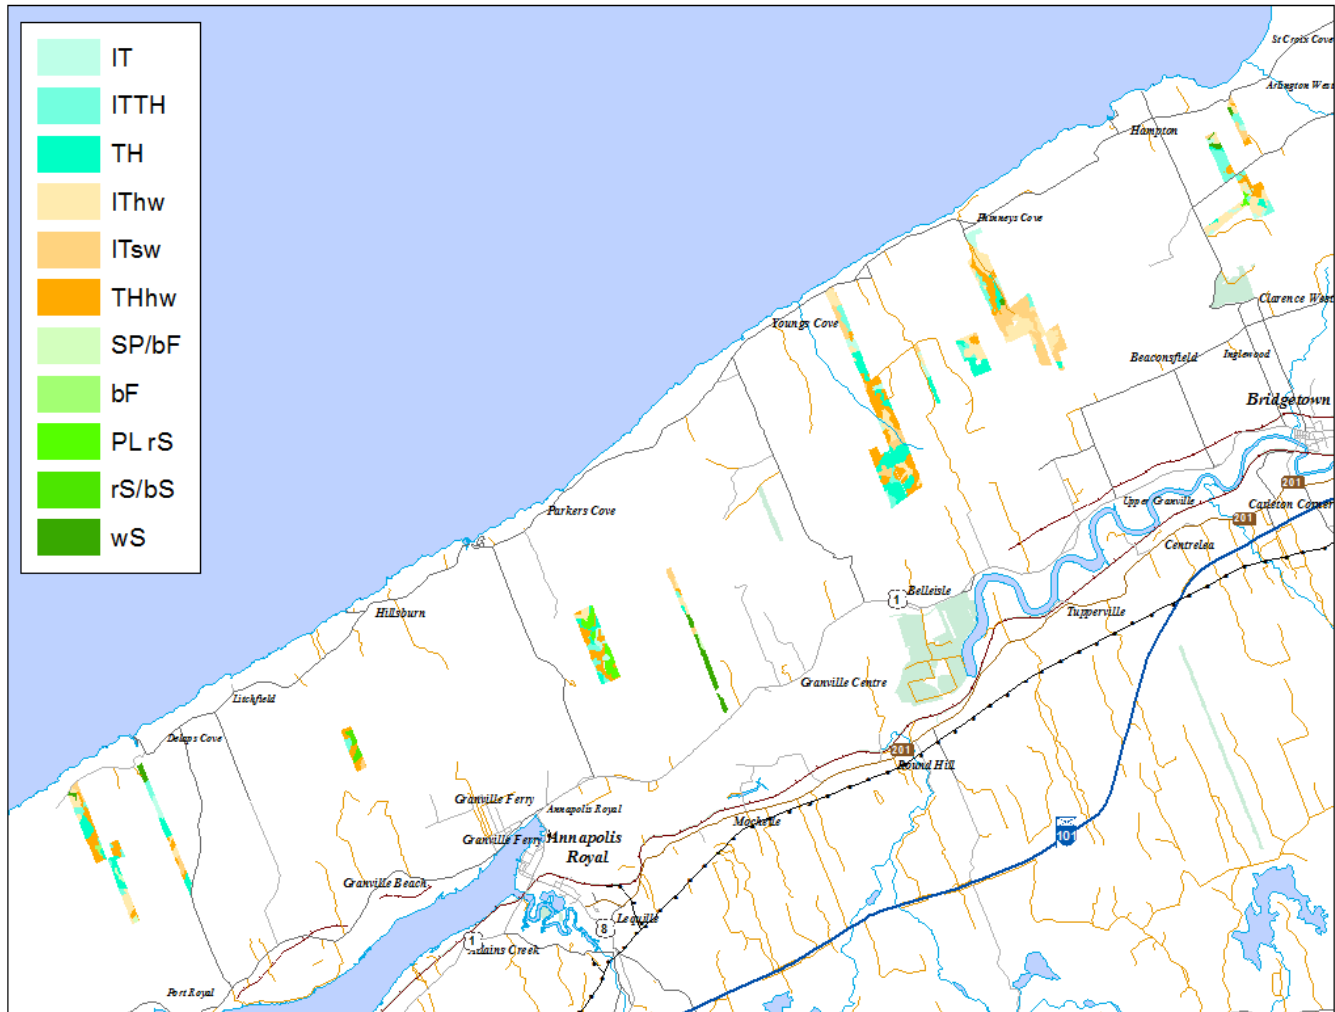 IT
ITTH
TH
IThw
ITsw
THhw
SP/bF
bF
PL rS
rS/bS
wS
St Croix Cove
Arlington West
Hampton
Phinneys Cove
Clarence West
Youngs Cove
Inglewood
Beaconsfield
Bridgetown
201
Upper Granville
Carleton Corner
Parkers Cove
201
Centrelea
Belleisle
1
Hillsburn
Tupperville
Granville Centre
Litchfield
Delaps Cove
201
Round Hill
Granville Ferry
Annapolis Royal
Mochelle
101
Granville Ferry
Annapolis
Royal
Granville Beach
Lequille
8
1
Adains Creek
Port Royal